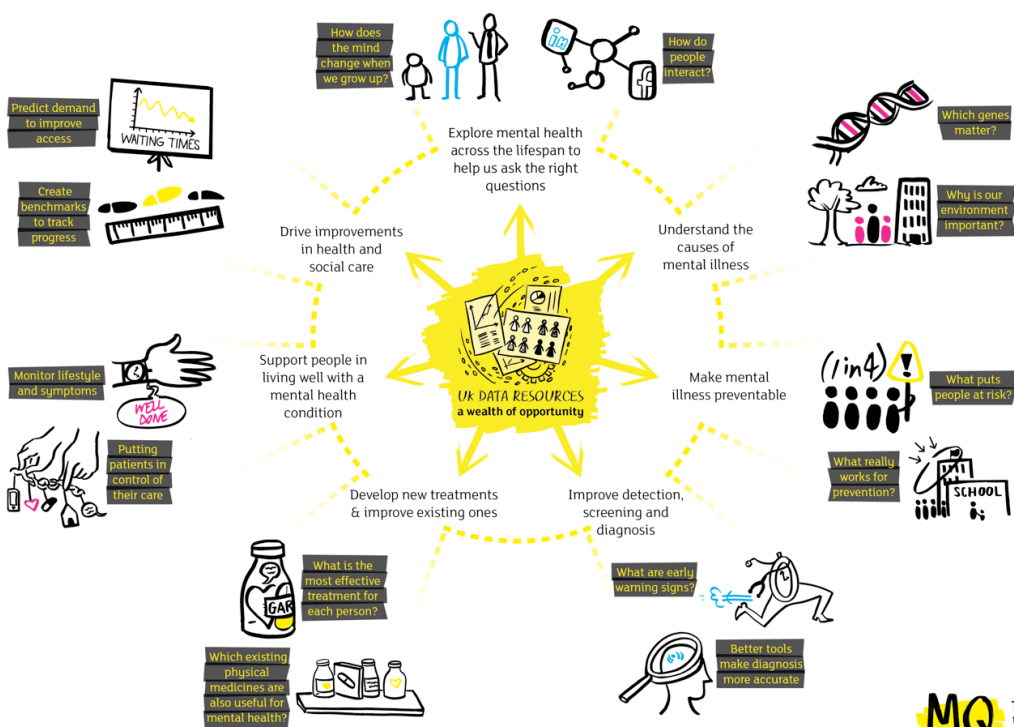 How does
the mind
change when
we grow up?
How do
people
interact?
Predict demand
to improve
access
WAITING TIMES
Which genes
matter?
Explore mental health
across the lifespan to
help us ask the right
questions
Create
benchmarks
to track
progress
Why is our
environment
important?
Drive improvements
in health and
social care
Understand the
causes of
mental illness
Monitor lifestyle
and symptoms
WELL
DONE
Support people in
living well with a
mental health
condition
UK DATA RESOURCES
a wealth of opportunity
Make mental
illness preventable
(1in4)
!
What puts
people at risk?
Putting
patients in
control of
their care
What really
works for
prevention?
SCHOOL
Develop new treatments
& improve existing ones
Improve detection,
screening and
diagnosis
What is the
most effective
treatment for
each person?
GAR
What are early
warning signs?
Which existing
physical
medicines are
also useful for
mental health?
Better tools
make diagnosis
more accurate
MQ